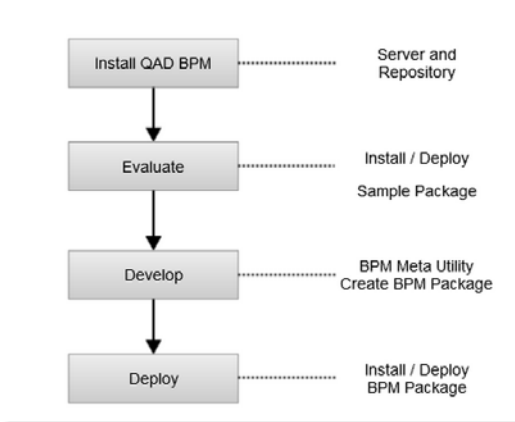 Install QAD BPM
Server and
Repository
Evaluate
Install / Deploy
Sample Package
Develop
BPM Meta Utility
Create BPM Package
Deploy
Install / Deploy
BPM Package